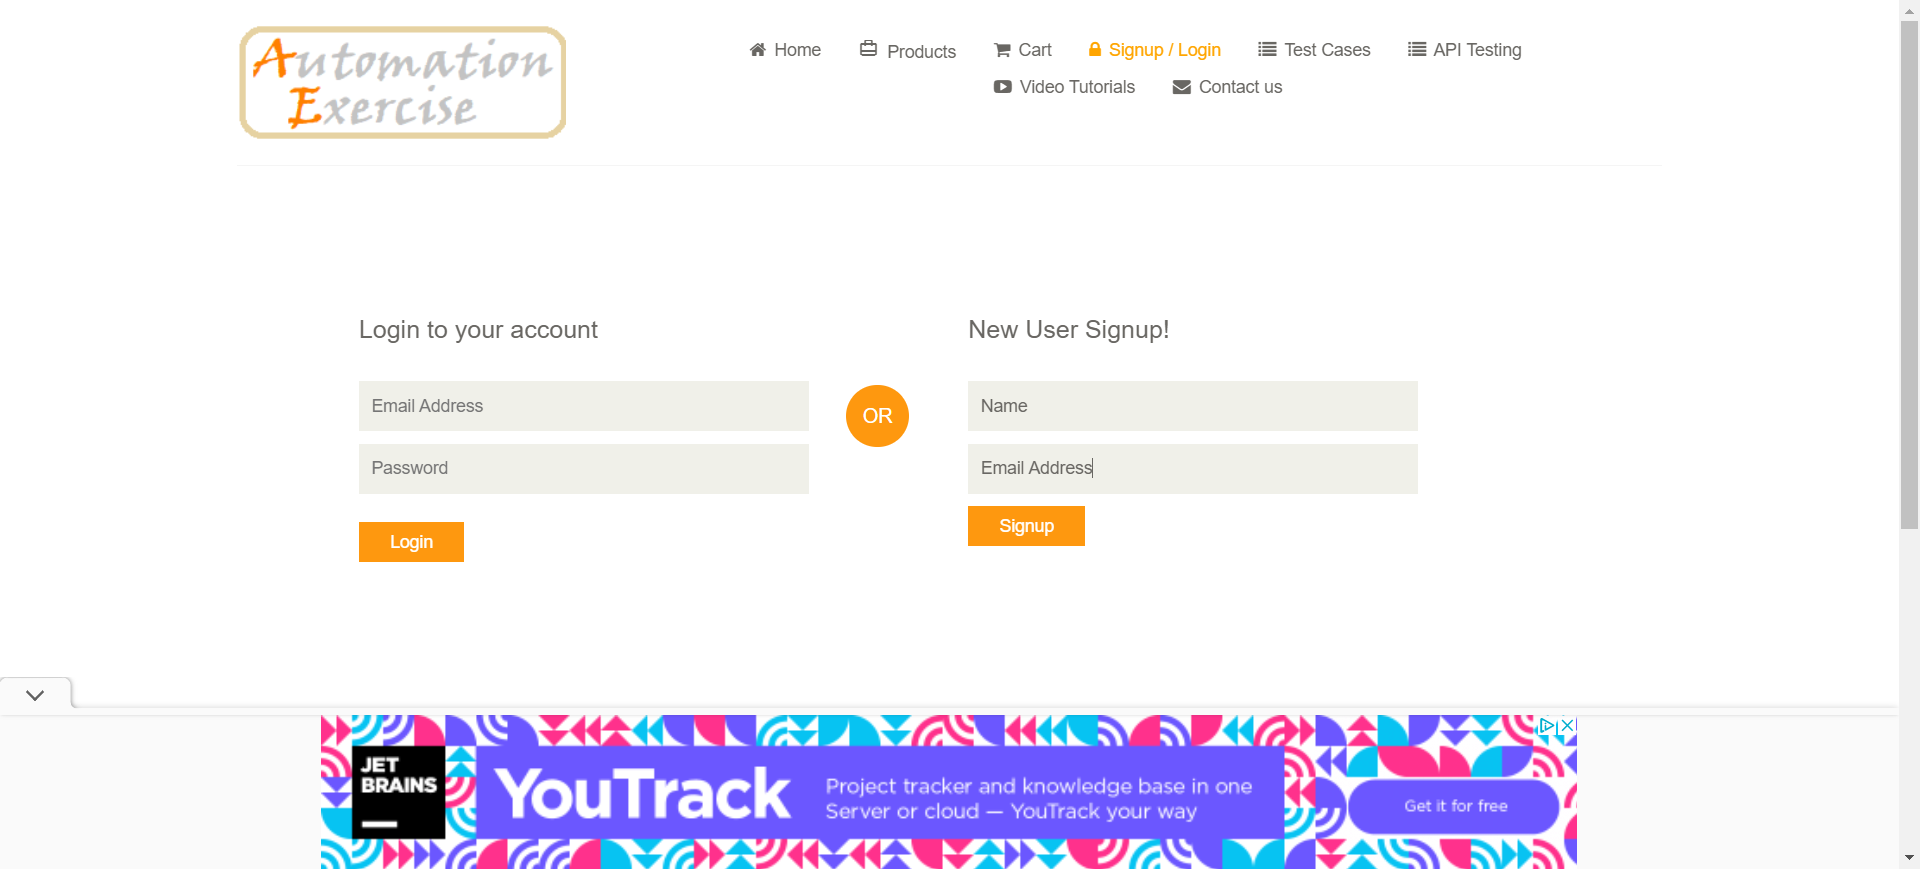 Automation
Exercise
Home
Products
Cart
Signup / Login
Test Cases
API Testing
Video Tutorials
Contact us
Login to your account
Email Address
Password
Login
OR
New User Signup!
Name
Email Address
Signup
JET
BRAINS
YouTrack
Project tracker and knowledge base in one
Server or cloud — YouTrack your way
Get it for free